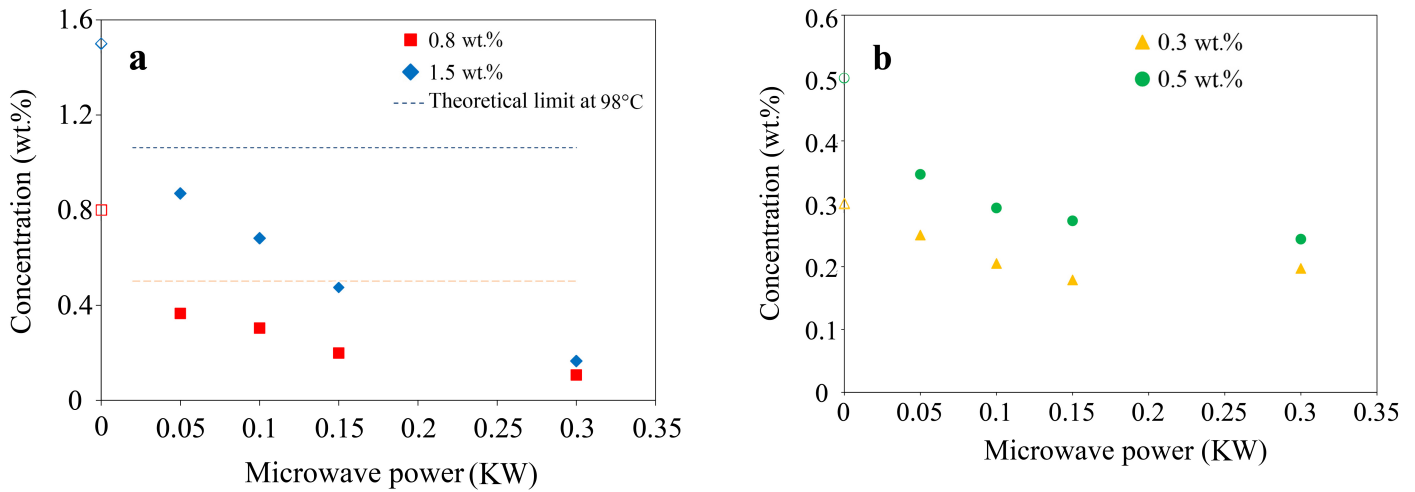 a
0.8 wt.%
1.5 wt.%
Theoretical limit at 98°C
Concentration (wt.%)
1.6
1.2
0.8
0.4
0
0 0.05 0.1 0.15 0.2 0.25 0.3 0.35
Microwave power (KW)
b
0.3 wt.%
0.5 wt.%
Concentration (wt.%)
0.6
0.5
0.4
0.3
0.2
0.1
0
0 0.05 0.1 0.15 0.2 0.25 0.3 0.35
Microwave power (KW)